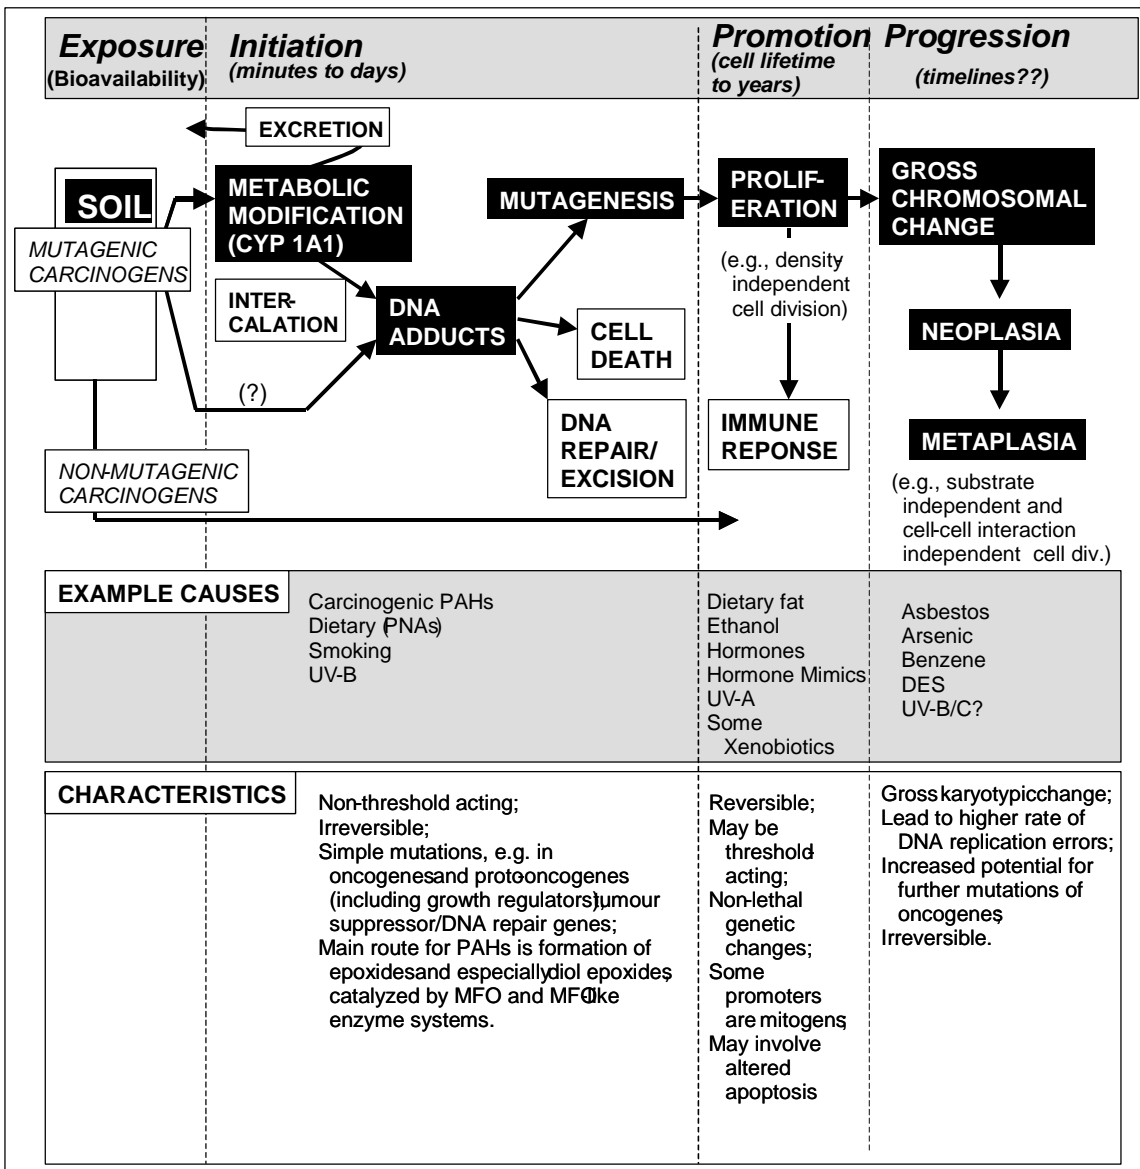 Exposure
(Bioavailability)
Initiation
(minutes to days)
Promotion
(cell lifetime
to years)
Progression
(timelines??)
EXCRETION
SOIL
MUTAGENIC
CARCINOGENS
METABOLIC
MODIFICATION
(CYP 1A1)
INTER-
CALATION
(?)
DNA
ADDUCTS
MUTAGENESIS
CELL
DEATH
DNA
REPAIR/
EXCISION
NON-MUTAGENIC
CARCINOGENS
PROLIF-
ERATION
(e.g., density
independent
cell division)
IMMUNE
REPONSE
GROSS
CHROMOSOMAL
CHANGE
NEOPLASIA
METAPLASIA
(e.g., substrate
independent and
cell-cell interaction
independent cell div.)
EXAMPLE CAUSES
Carcinogenic PAHs
Dietary (PNAs)
Smoking
UV-B
Dietary fat
Ethanol
Hormones
Hormone Mimics
UV-A
Some
Xenobiotics
Asbestos
Arsenic
Benzene
DES
UV-B/C?
CHARACTERISTICS
Non-threshold acting;
Irreversible;
Simple mutations, e.g. in
oncogenes and proto-oncogenes
(including growth regulators), tumour
suppressor/DNA repair genes;
Main route for PAHs is formation of
epoxides and especially diol epoxides,
catalyzed by MFO and MFO-like
enzyme systems.
Reversible;
May be
threshold-
acting;
Non-lethal
genetic
changes;
Some
promoters
are mitogens;
May involve
altered
apoptosis
Gross karyotypic change;
Lead to higher rate of
DNA replication errors;
Increased potential for
further mutations of
oncogenes;
Irreversible.